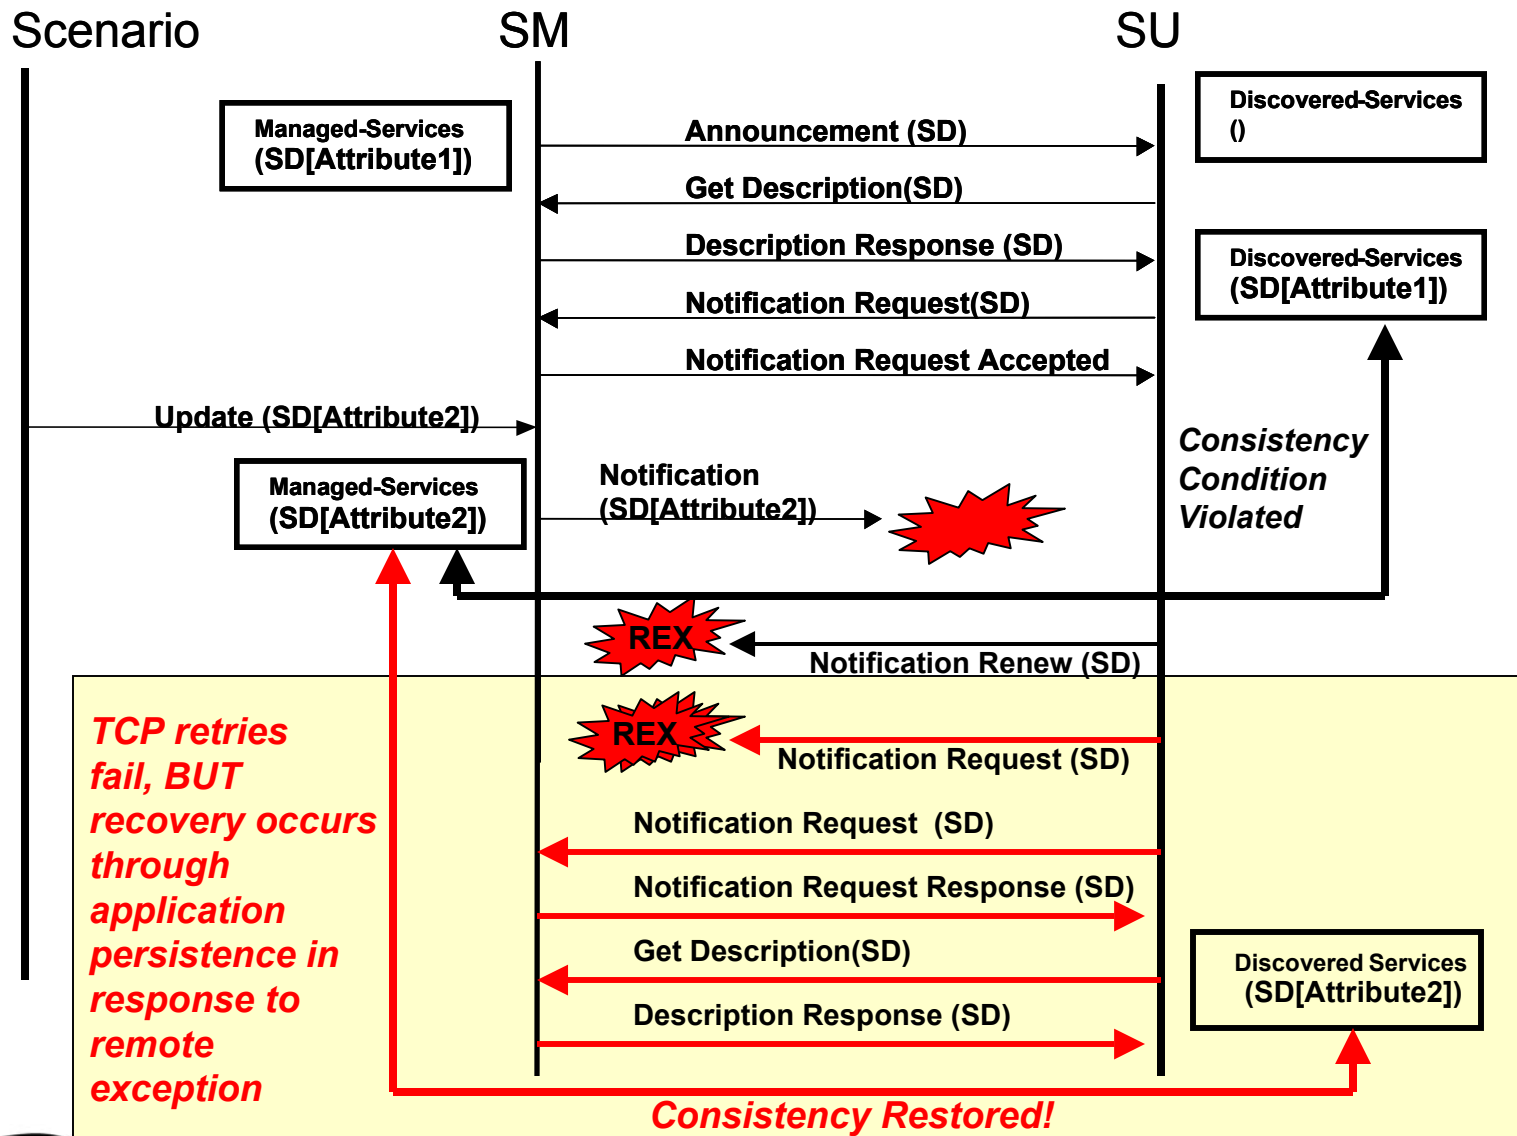 Scenario
SM
SU
Managed-Services
(SD[Attribute1])
Announcement (SD)
Discovered-Services
()
Get Description(SD)
Description Response (SD)
Discovered-Services
(SD[Attribute1])
Notification Request(SD)
Notification Request Accepted
Update (SD[Attribute2])
Consistency
Condition
Violated
Managed-Services
(SD[Attribute2])
Notification
(SD[Attribute2])
REX
Notification Renew (SD)
TCP retries
fail, BUT
recovery occurs
through
application
persistence in
response to
remote
exception
REX
Notification Request (SD)
Notification Request (SD)
Notification Request Response (SD)
Get Description(SD)
Discovered Services
(SD[Attribute2])
Description Response (SD)
Consistency Restored!